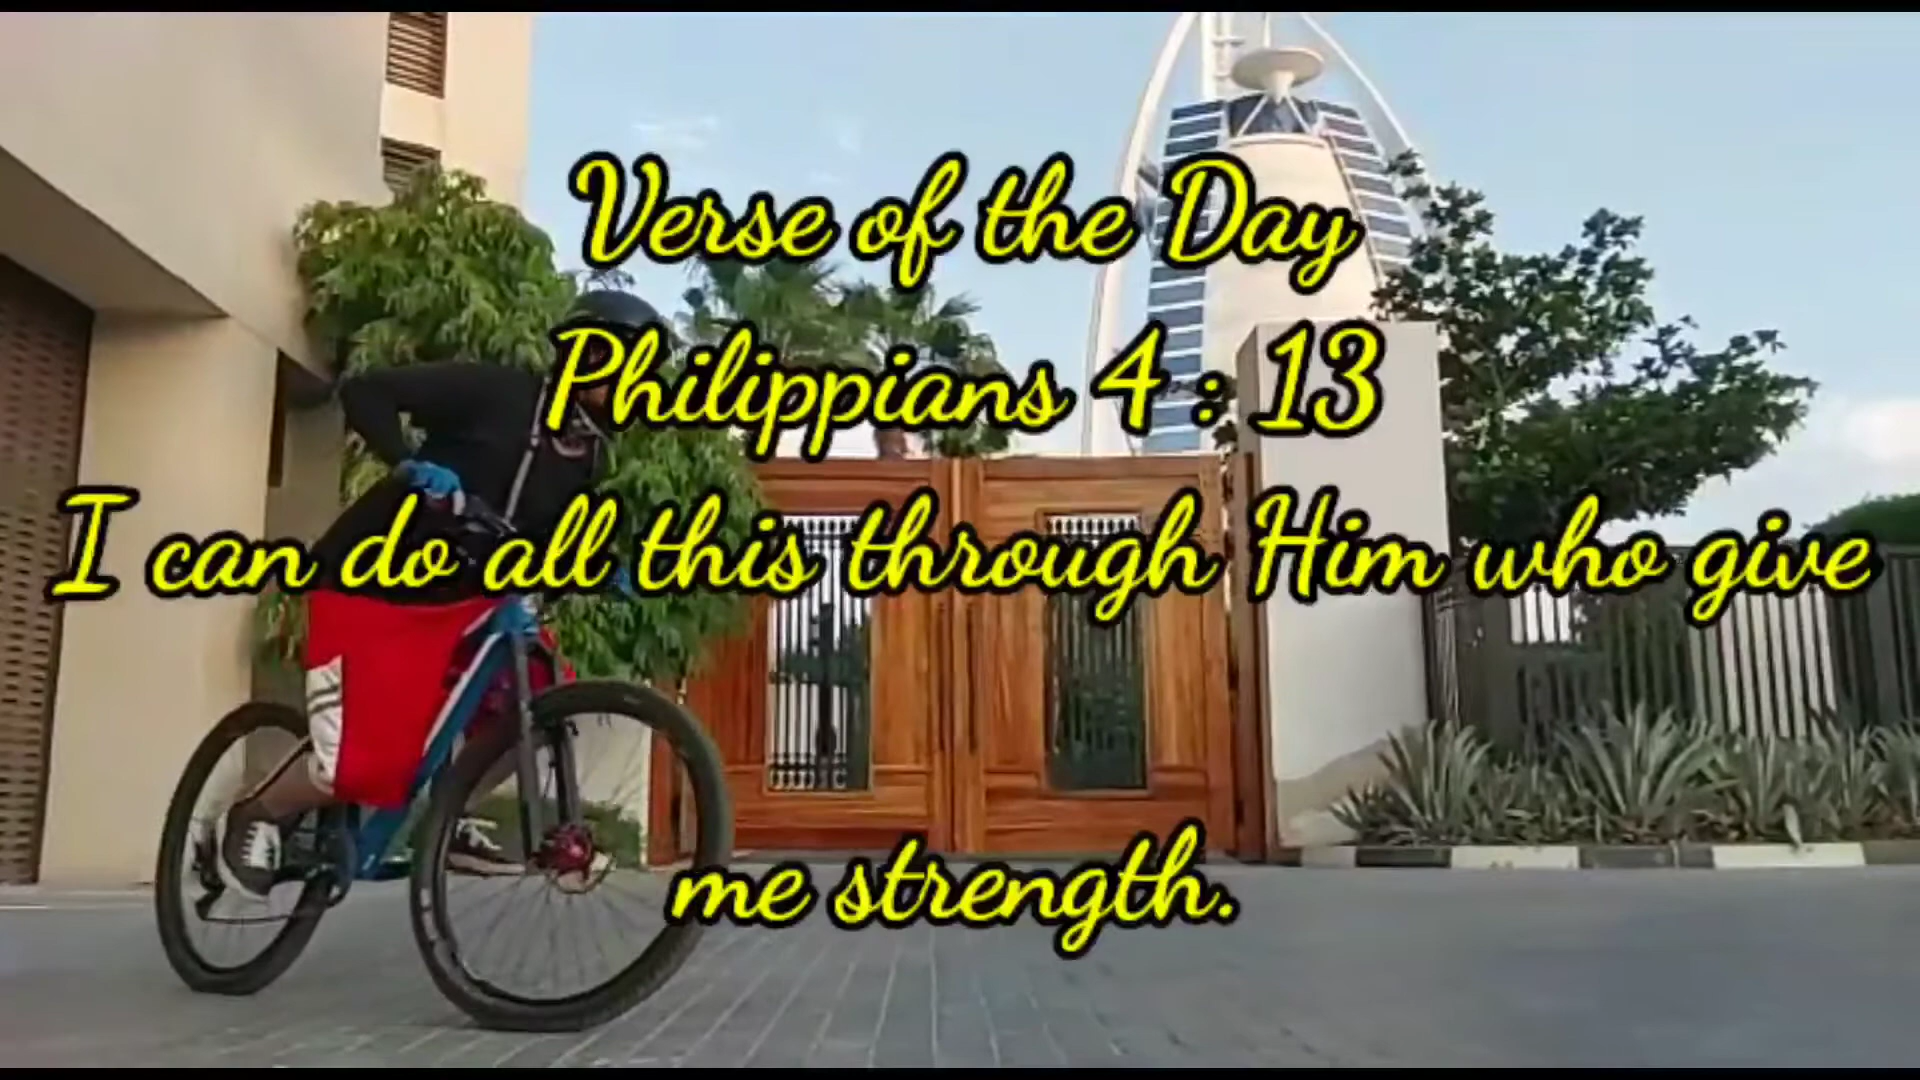 Verse of the Day
Philippians 4 : 13
I can do all this through Him who give
me strength.